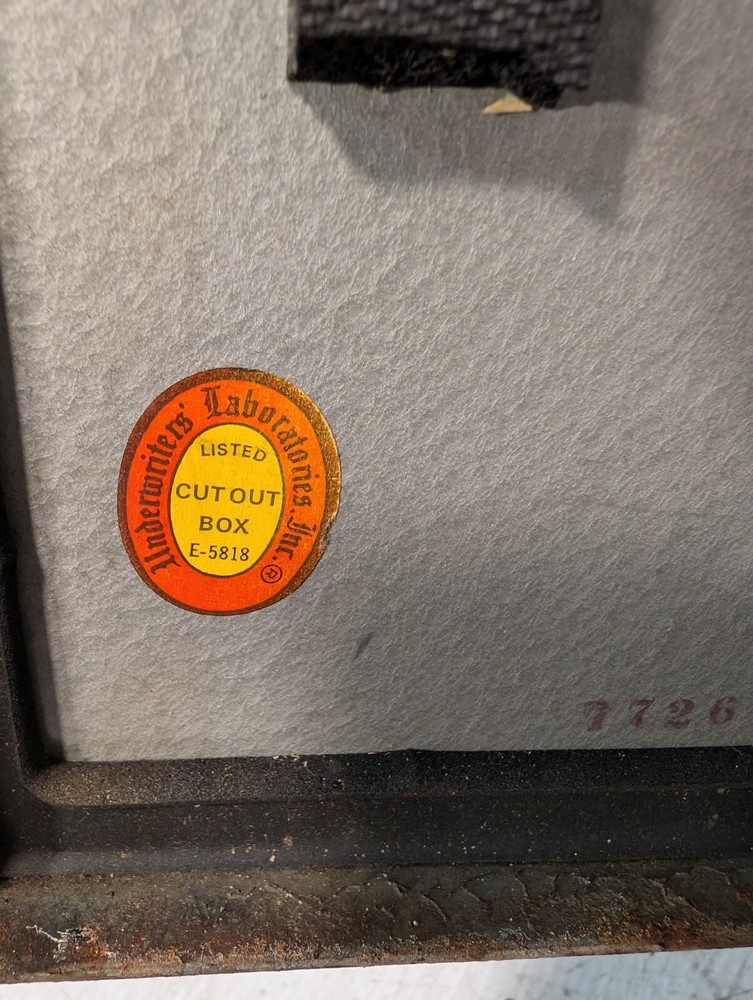 Underwriters' Laboratories, Inc.®
LISTED
CUT OUT
BOX
E-5818
7726